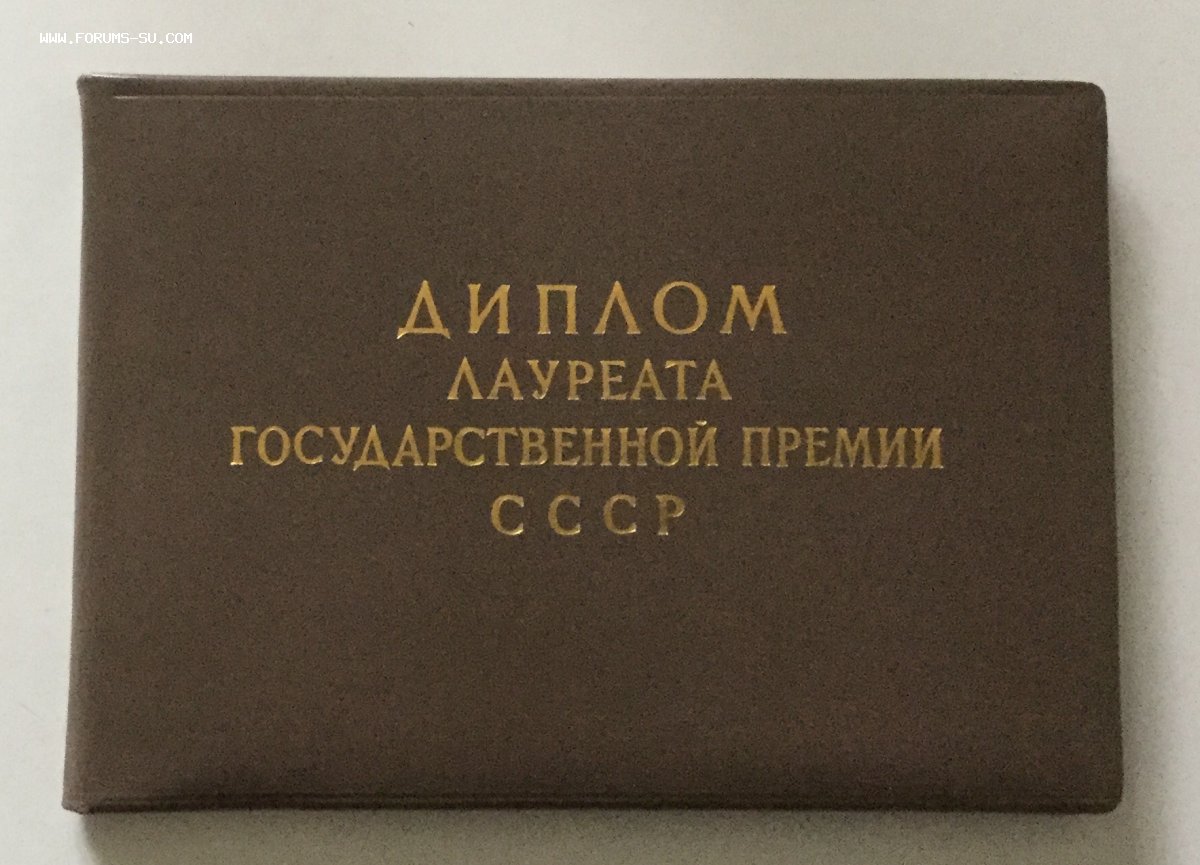 WWW.FORUMS-SU.COM
ДИПЛОМ
ЛАУРЕАТА
ГОСУДАРСТВЕННОЙ ПРЕМИИ
СССР